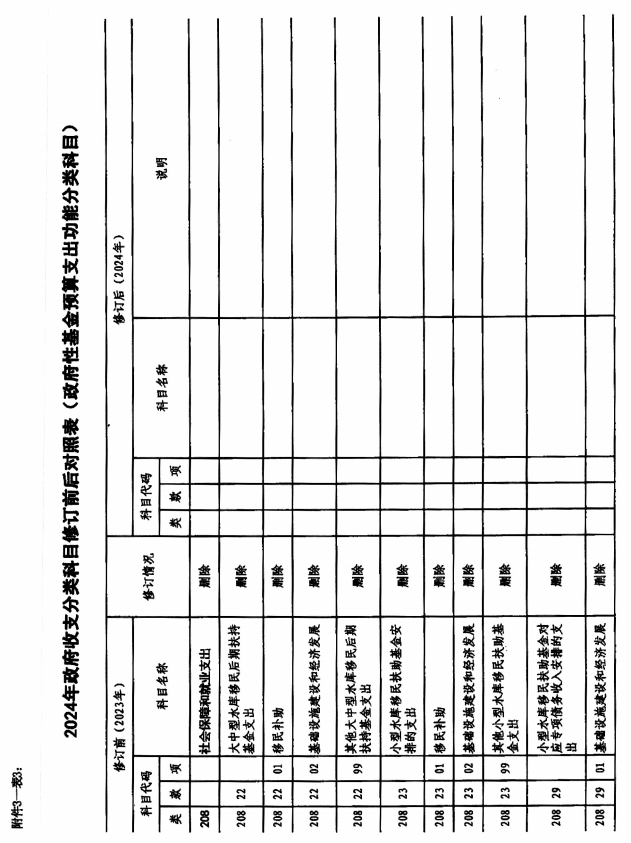 附件3—表3:
2024年政府收支分类科目修订前后对照表（政府性基金预算支出功能分类科目）
修订前（2023年） 修订情况 修订后（2024年）
科目代码 科目名称 科目代码 科目名称 说明
类 款 项 类 款 项
208 社会保障和就业支出 删除
208 22 大中型水库移民后期扶持
基金支出 删除
208 22 01 移民补助 删除
208 22 02 基础设施建设和经济发展 删除
208 22 99 其他大中型水库移民后期
扶持基金支出 删除
208 23 小型水库移民扶助基金安
排的支出 删除
208 23 01 移民补助 删除
208 23 02 基础设施建设和经济发展 删除
208 23 99 其他小型水库移民扶助基
金支出 删除
208 29 小型水库移民扶助基金对
应专项债务收入安排的支
出 删除
208 29 01 基础设施建设和经济发展 删除